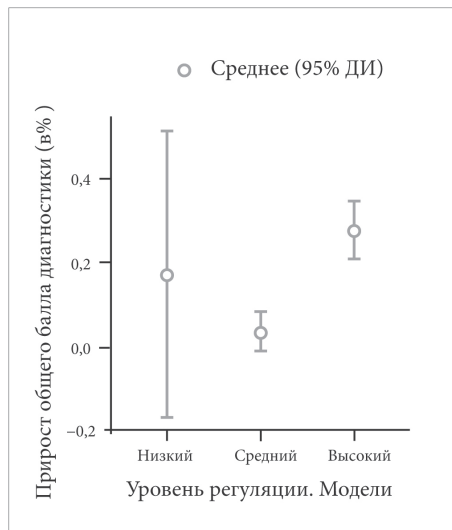 Среднее (95% ДИ)
Прирост общего балла диагностики (в%)
0,4
0,2
0,0
–0,2
Низкий Средний Высокий
Уровень регуляции. Модели